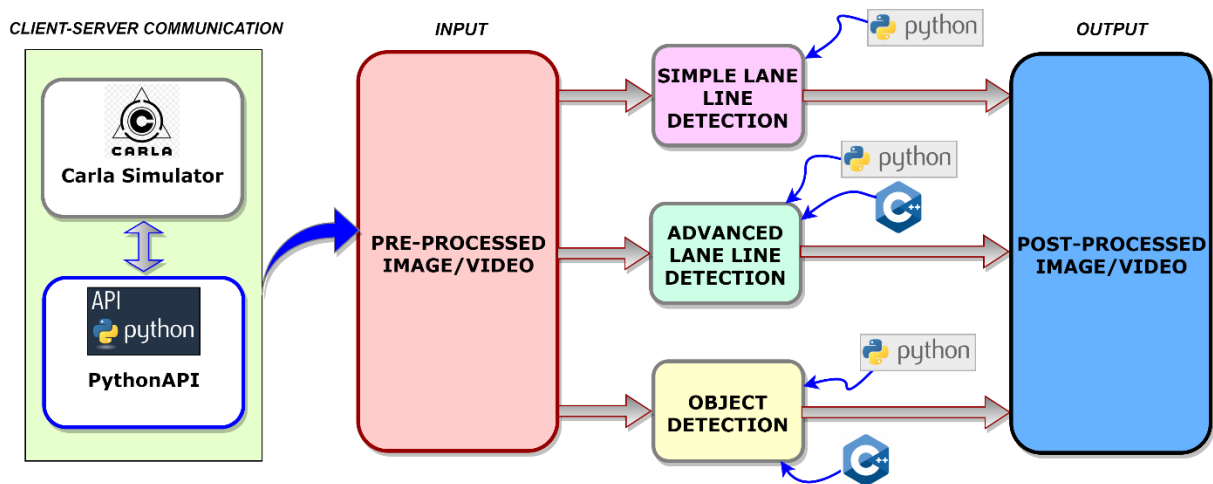 CLIENT-SERVER COMMUNICATION
INPUT
OUTPUT
CARLA
Carla Simulator
API
python
PythonAPI
PRE-PROCESSED
IMAGE/VIDEO
python
SIMPLE LANE
LINE
DETECTION
python
C++
ADVANCED
LANE LINE
DETECTION
python
OBJECT
DETECTION
C++
POST-PROCESSED
IMAGE/VIDEO